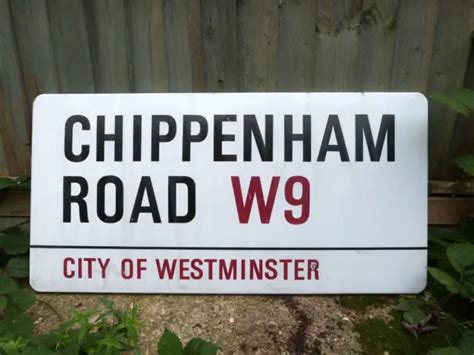 CHIPPENHAM
ROAD W9
CITY OF WESTMINSTER